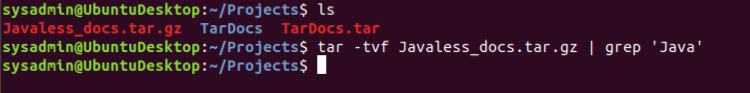 sysadmin@UbuntuDesktop:~/Projects$ ls
Javaless_docs.tar.gz  TarDocs  TarDocs.tar
sysadmin@UbuntuDesktop:~/Projects$ tar -tvf Javaless_docs.tar.gz | grep 'Java'
sysadmin@UbuntuDesktop:~/Projects$